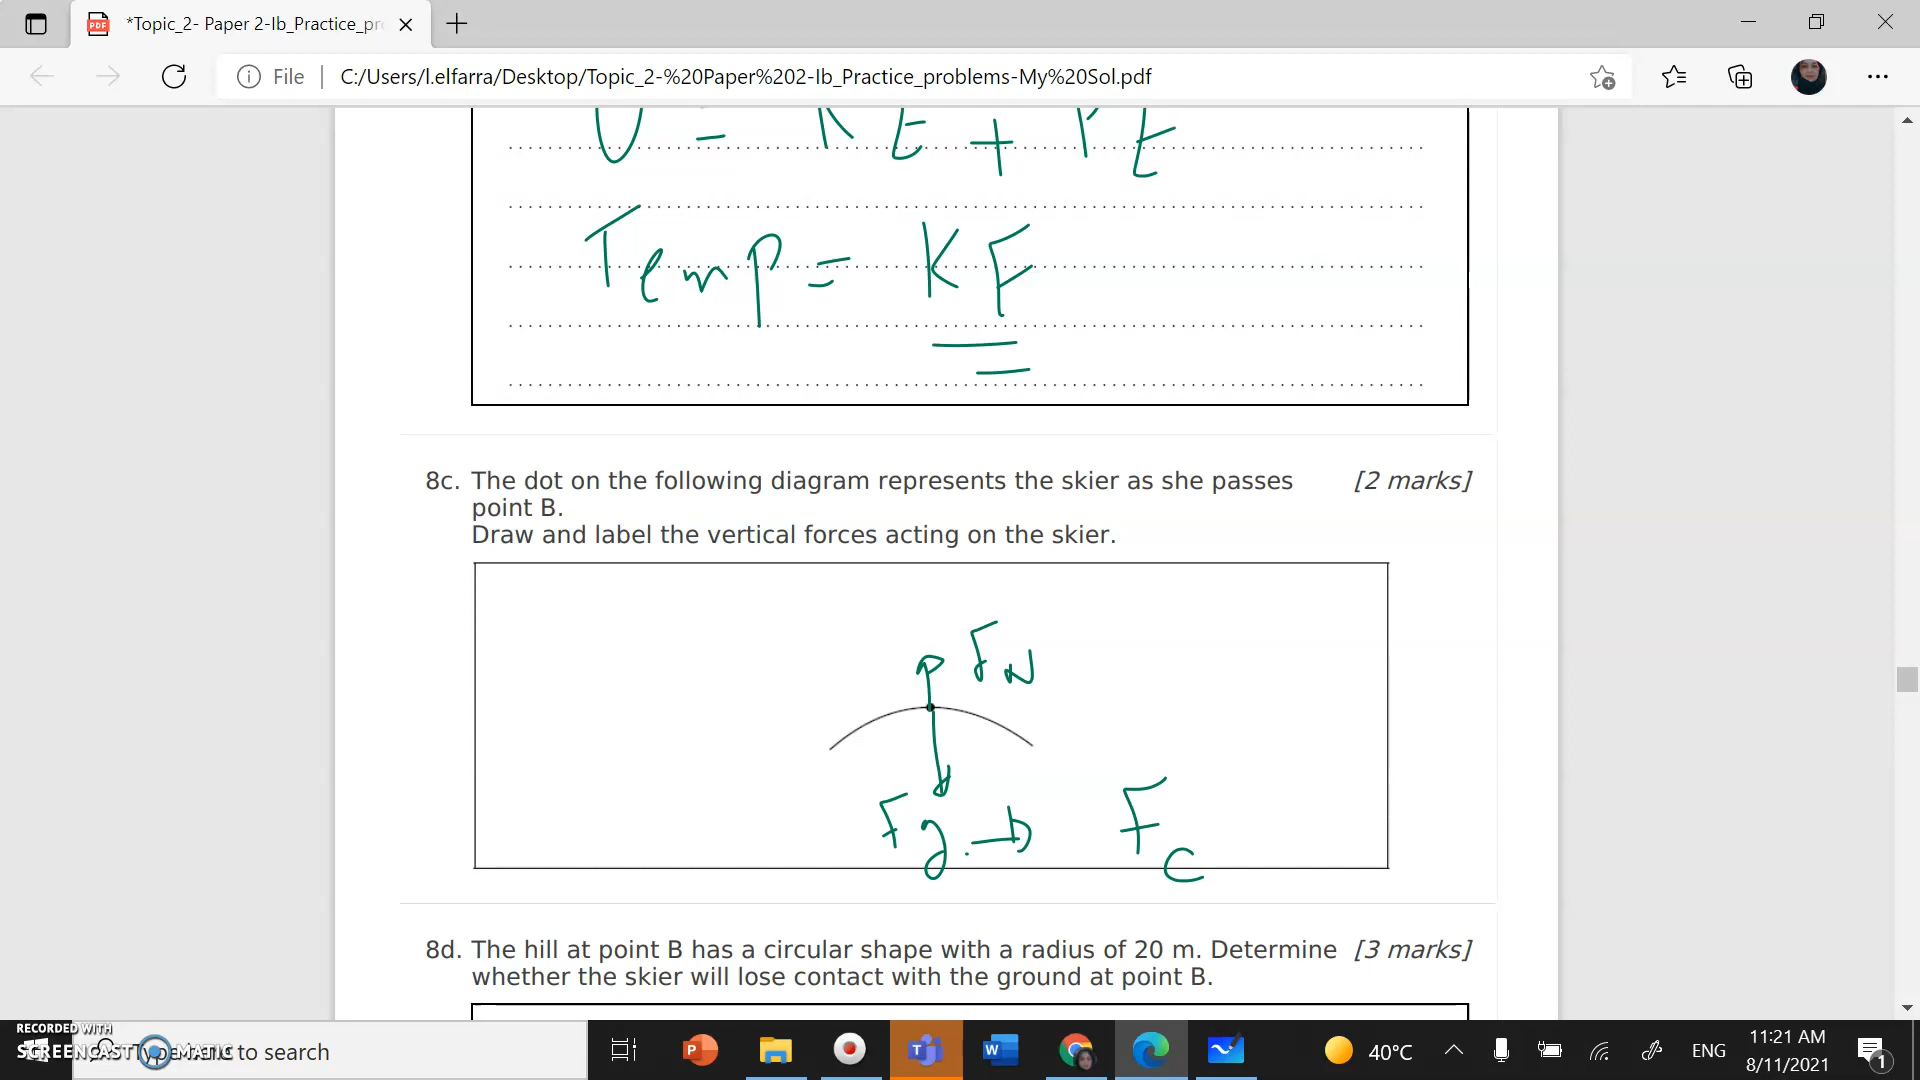 *Topic_2- Paper 2-Ib_Practice_pr
File
C:/Users/l.elfarra/Desktop/Topic_2-%20Paper%202-Ib_Practice_problems-My%20Sol.pdf
U = KE + PE
Temp = KE
8c. The dot on the following diagram represents the skier as she passes [2 marks]
point B.
Draw and label the vertical forces acting on the skier.
FN
Fg → Fc
8d. The hill at point B has a circular shape with a radius of 20 m. Determine [3 marks]
whether the skier will lose contact with the ground at point B.
RECORDED WITH
SCREENCAST MATIC
Type here to search
40°C
ENG
11:21 AM
8/11/2021
1